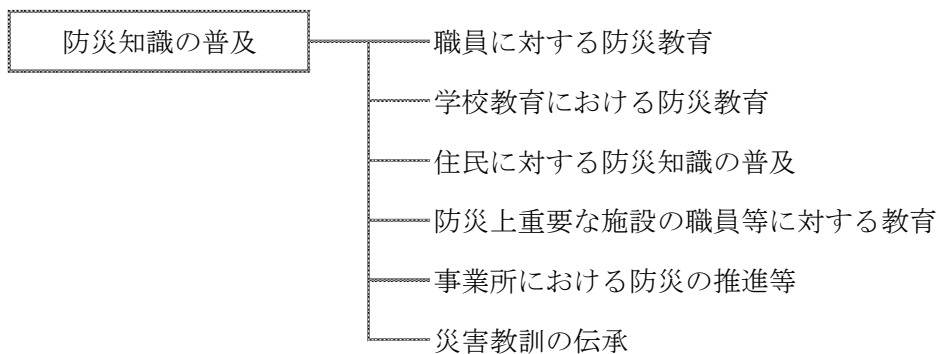 防災知識の普及
職員に対する防災教育
学校教育における防災教育
住民に対する防災知識の普及
防災上重要な施設の職員等に対する教育
事業所における防災の推進等
災害教訓の伝承